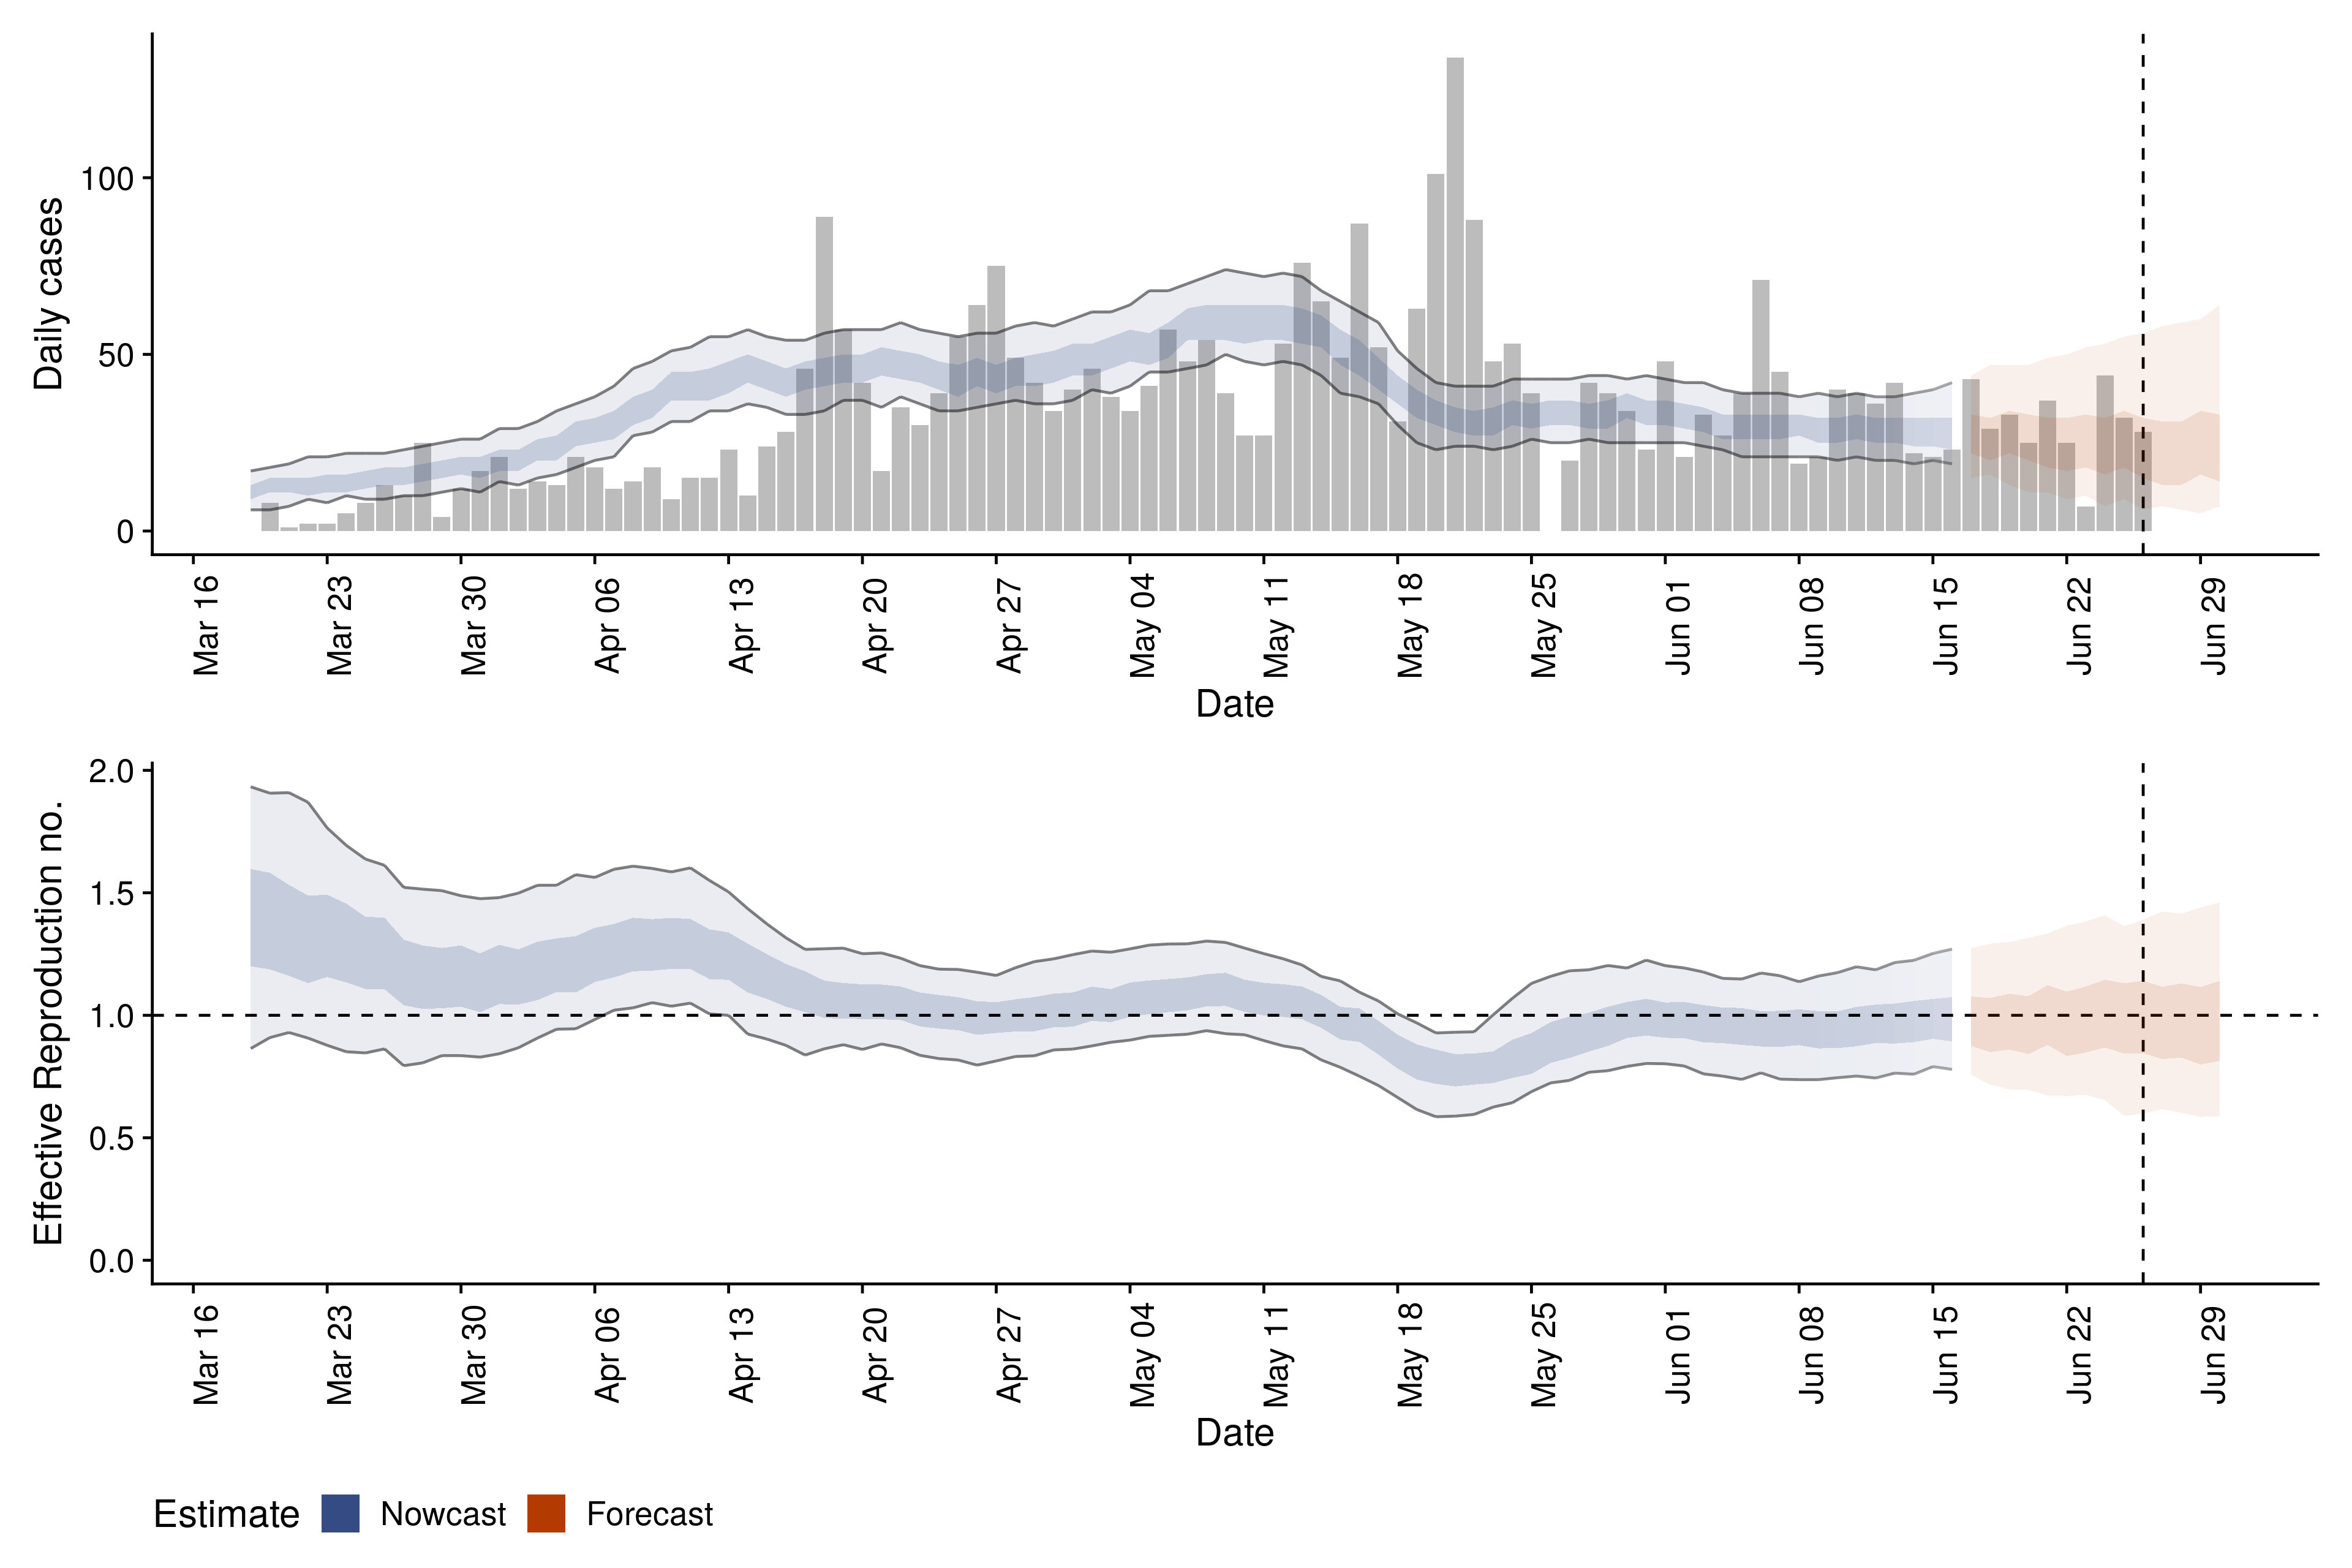 Daily cases
100
50
0
Mar 16
Mar 23
Mar 30
Apr 06
Apr 13
Apr 20
Apr 27
May 04
May 11
May 18
May 25
Jun 01
Jun 08
Jun 15
Jun 22
Jun 29
Date
Effective Reproduction no.
2.0
1.5
1.0
0.5
0.0
Mar 16
Mar 23
Mar 30
Apr 06
Apr 13
Apr 20
Apr 27
May 04
May 11
May 18
May 25
Jun 01
Jun 08
Jun 15
Jun 22
Jun 29
Date
Estimate Nowcast Forecast